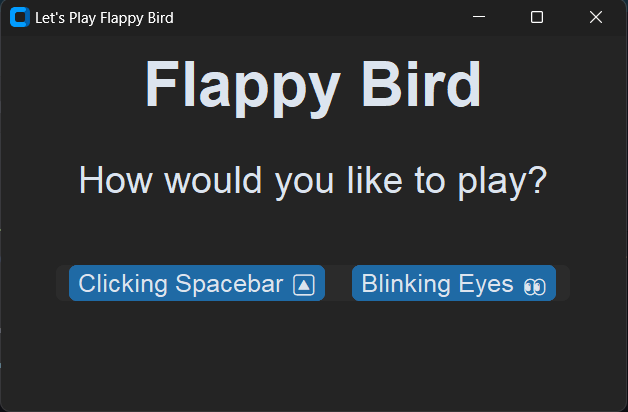 Let's Play Flappy Bird
Flappy Bird
How would you like to play?
Clicking Spacebar 🔼 Blinking Eyes 👀